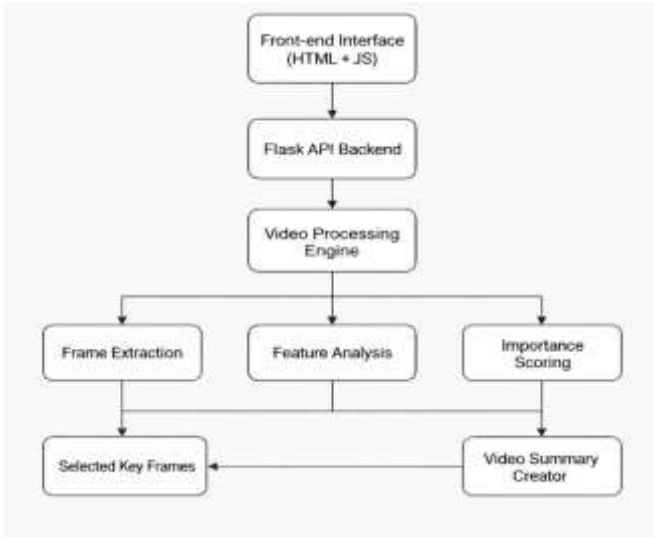 Front-end Interface
(HTML + JS)
Flask API Backend
Video Processing
Engine
Frame Extraction
Feature Analysis
Importance
Scoring
Selected Key Frames
Video Summary
Creator